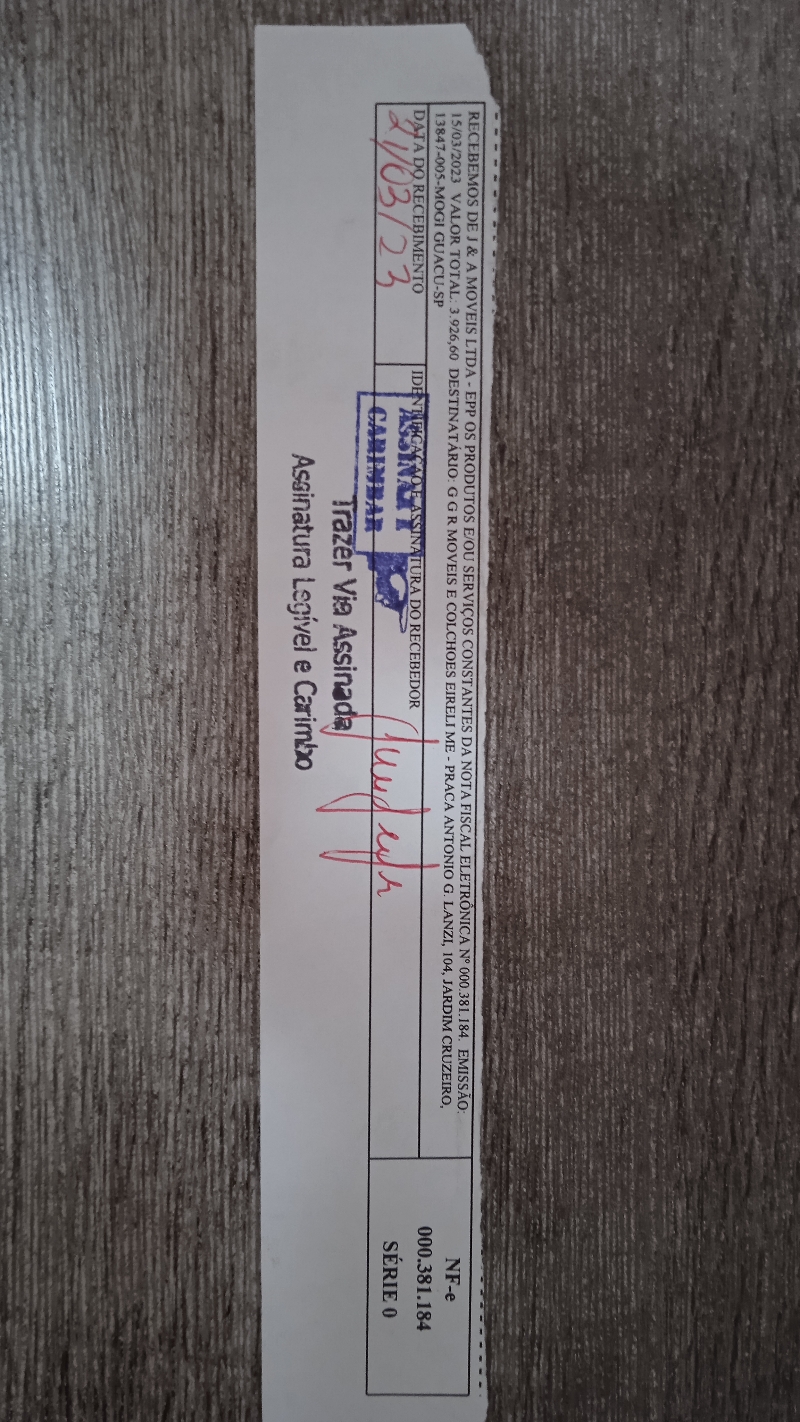 RECEBEMOS DE J & A MOVEIS LTDA - EPP OS PRODUTOS E/OU SERVIÇOS CONSTANTES DA NOTA FISCAL ELETRÔNICA Nº 000.381.184. EMISSÃO:
15/03/2023 VALOR TOTAL: 3.926,60 DESTINATÁRIO: G G R MOVEIS E COLCHOES EIRELI ME - PRACA ANTONIO G. LANZI, 104, JARDIM CRUZEIRO,
13847-005-MOGI GUACU-SP
DATA DO RECEBIMENTO
21/03/23
IDENTIFICAÇÃO E ASSINATURA DO RECEBEDOR
ASSINAR E
CARIMBAR
Trazer Via Assinada
Assinatura Legível e Carimbo
NF-e
000.381.184
SÉRIE 0